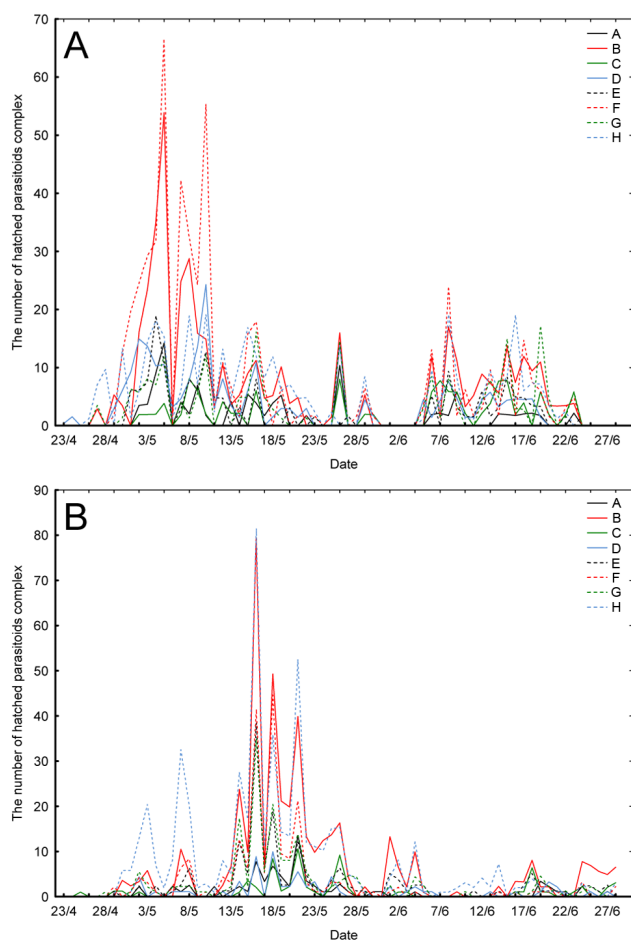 A
70
60
50
40
30
20
10
0
The number of hatched parasitoids complex
A
B
C
D
E
F
G
H
23/4 28/4 3/5 8/5 13/5 18/5 23/5 28/5 2/6 7/6 12/6 17/6 22/6 27/6
Date
B
90
80
70
60
50
40
30
20
10
0
The number of hatched parasitoids complex
A
B
C
D
E
F
G
H
23/4 28/4 3/5 8/5 13/5 18/5 23/5 28/5 2/6 7/6 12/6 17/6 22/6 27/6
Date